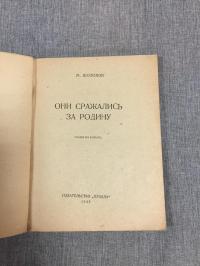 М. ШОЛОХОВ
ОНИ СРАЖАЛИСЬ
ЗА РОДИНУ
ИЗДАТЕЛЬСТВО „ПРАВДА“